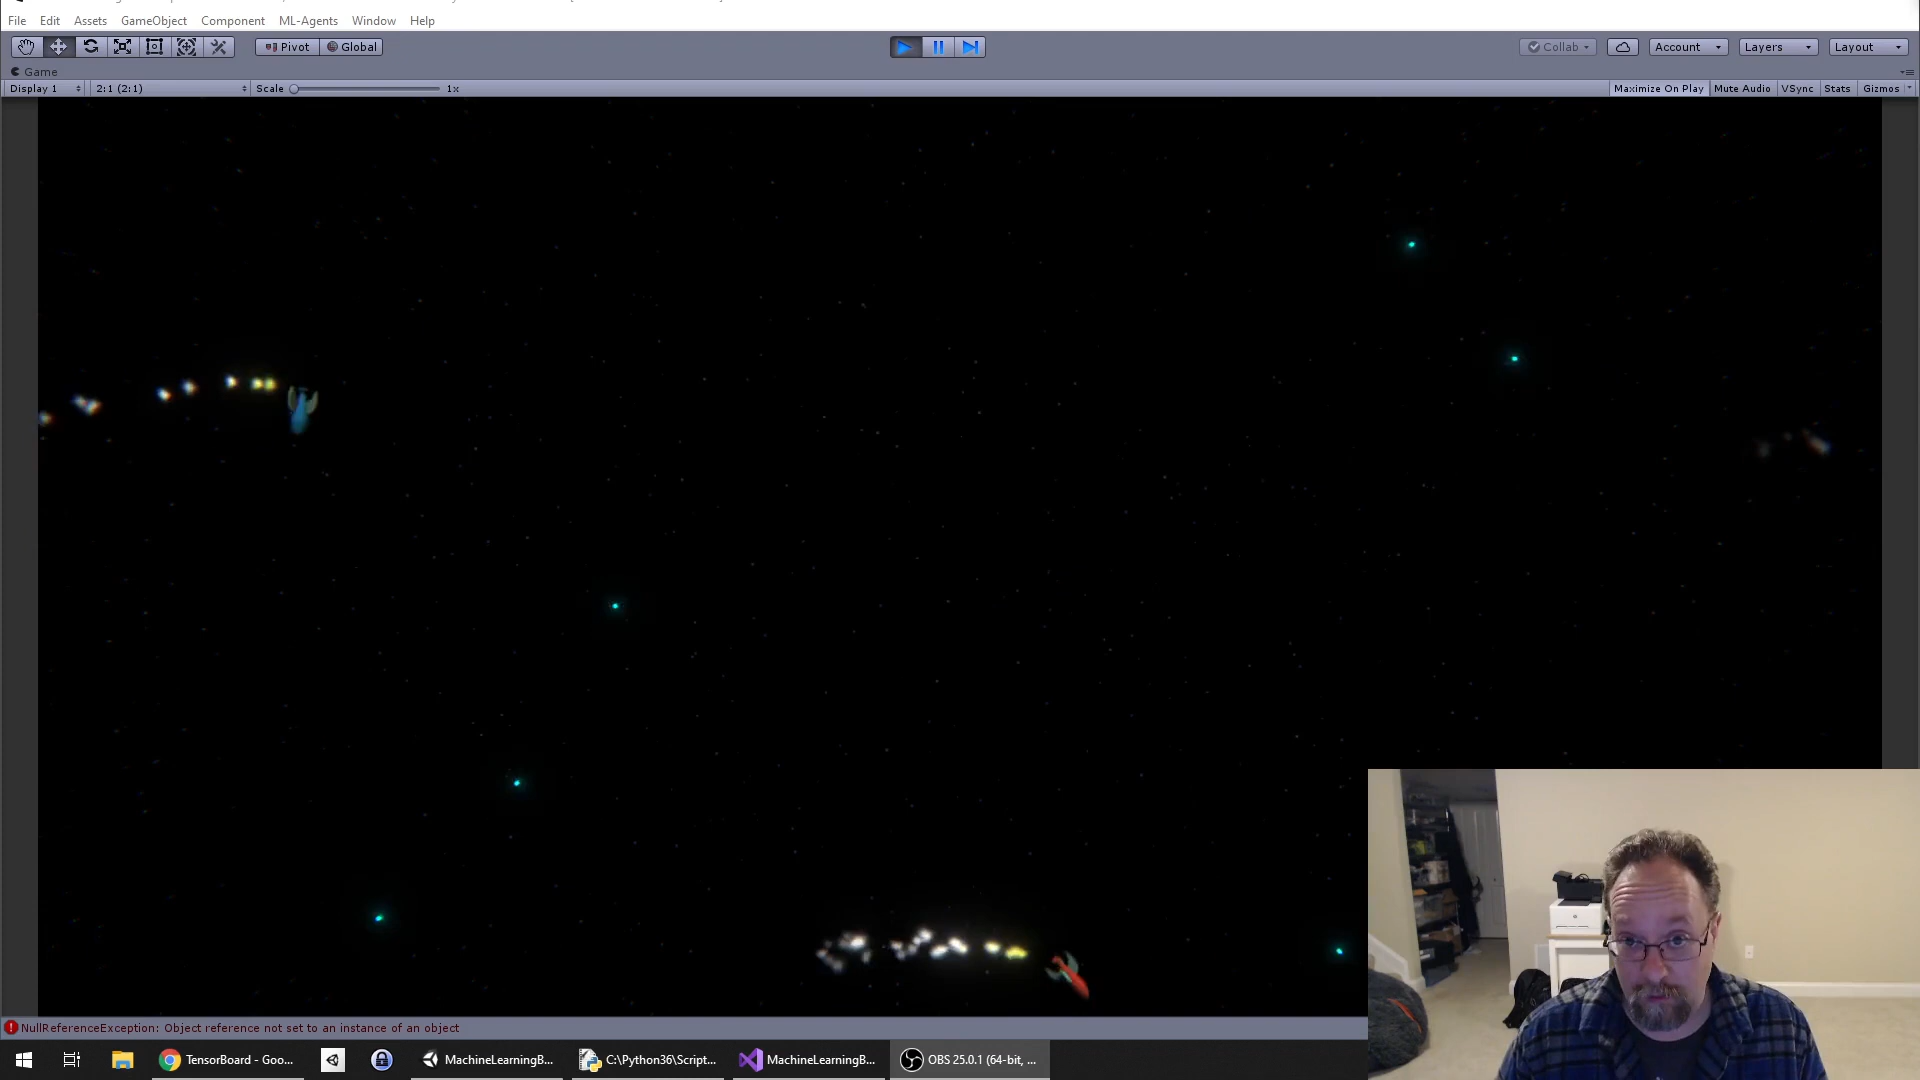 File Edit Assets GameObject Component ML-Agents Window Help
Pivot Global Collab Account Layers Layout
Game
Display 1 2:1 (2:1) Scale 1x Maximize On Play Mute Audio VSync Stats Gizmos
NullReferenceException: Object reference not set to an instance of an object
TensorBoard - Goo... MachineLearningB... C:\Python36\Script... MachineLearningB... OBS 25.0.1 (64-bit, ...